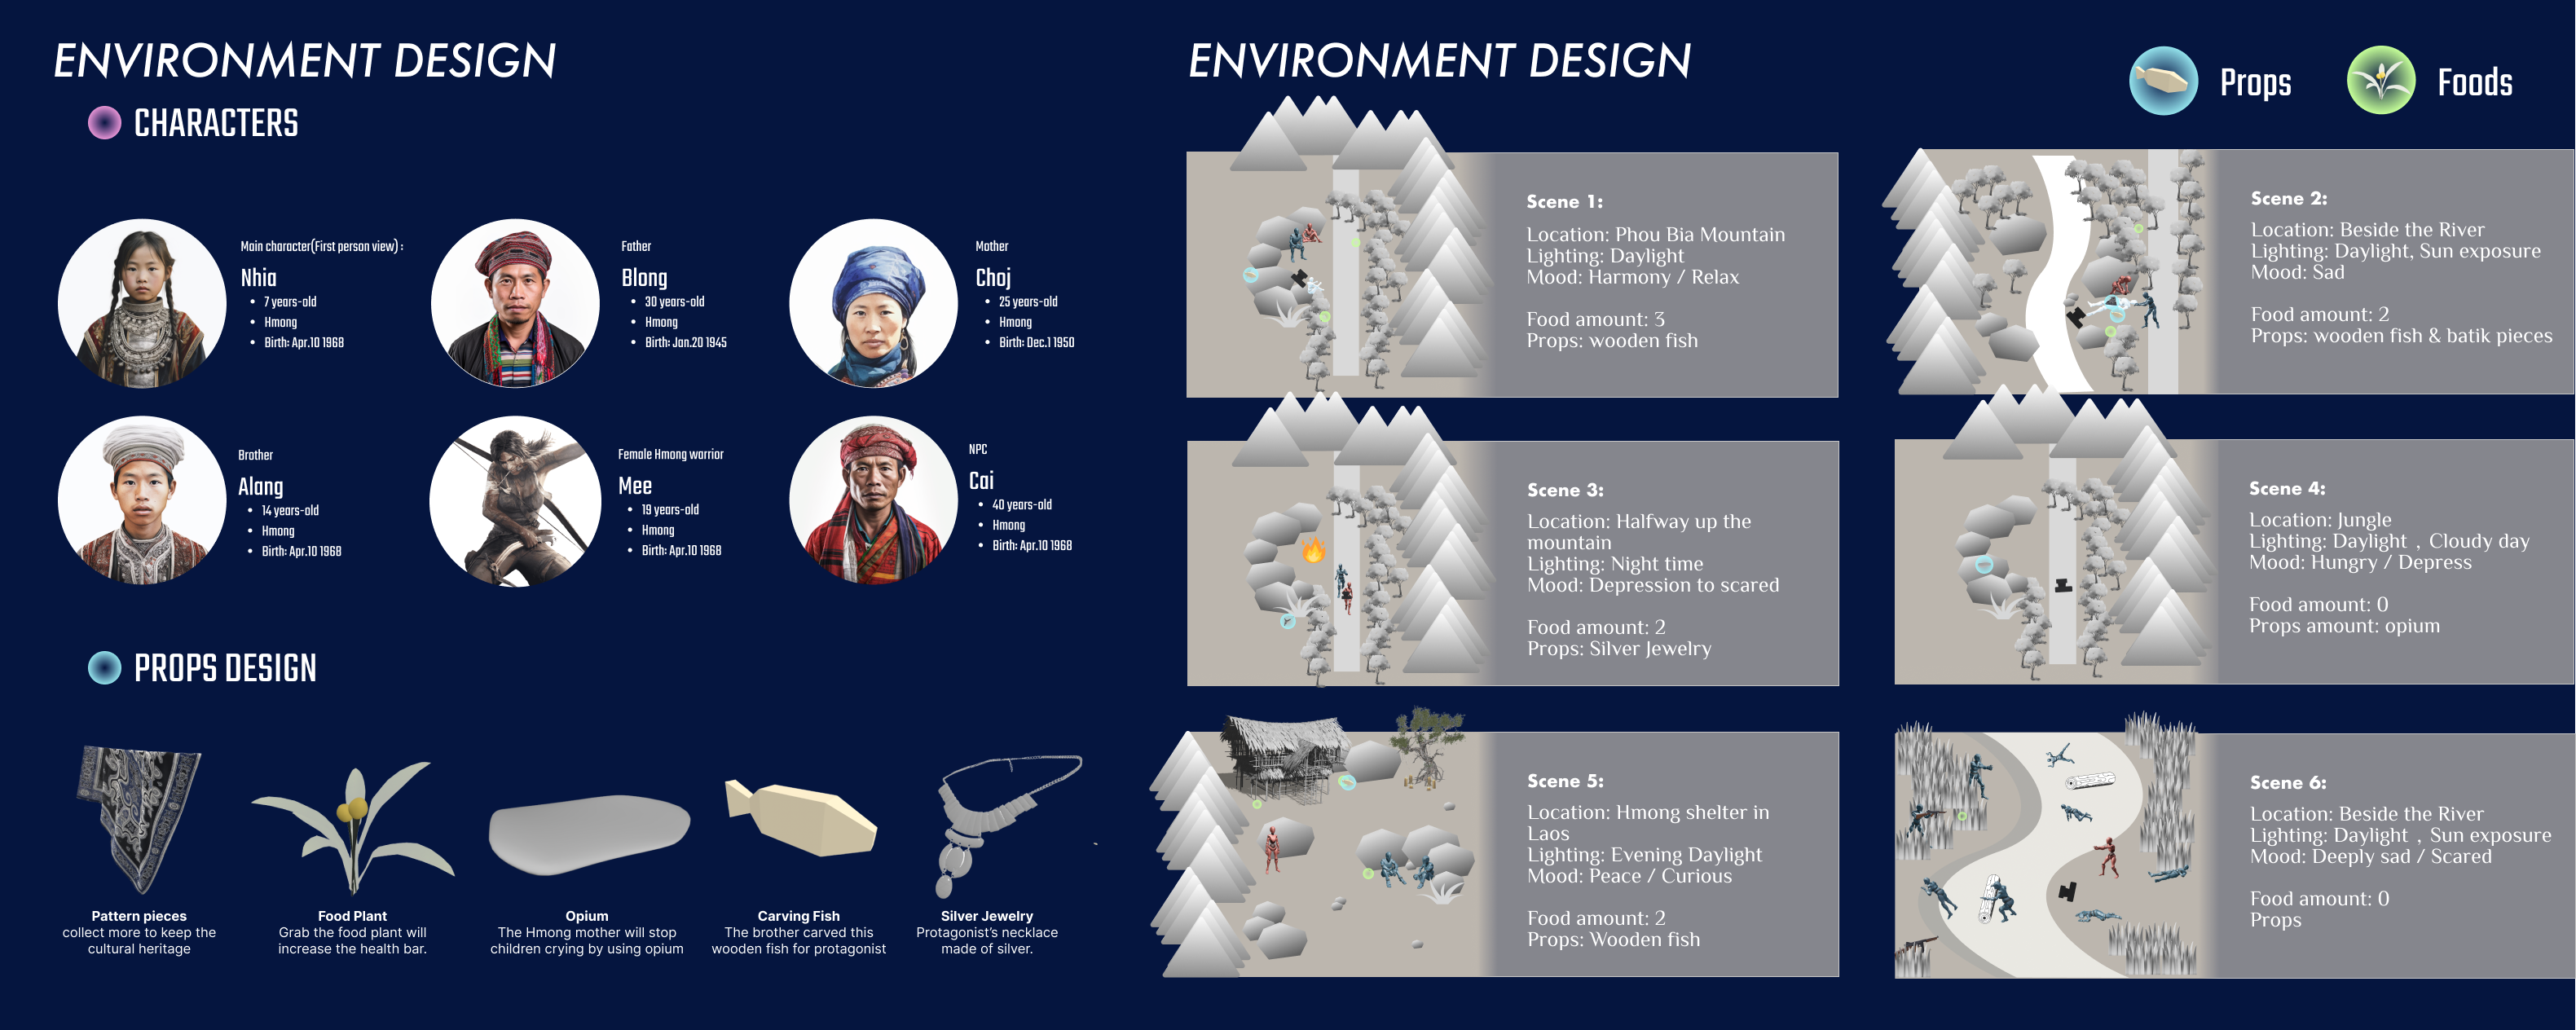 ENVIRONMENT DESIGN
CHARACTERS
Main character(First person view) :
Nhia
• 7 years-old
• Hmong
• Birth: Apr.10 1968
Father
Blong
• 30 years-old
• Hmong
• Birth: Jan.20 1945
Mother
Choj
• 25 years-old
• Hmong
• Birth: Dec.1 1950
Brother
Alang
• 14 years-old
• Hmong
• Birth: Apr.10 1968
Female Hmong warrior
Mee
• 19 years-old
• Hmong
• Birth: Apr.10 1968
NPC
Cai
• 40 years-old
• Hmong
• Birth: Apr.10 1968
PROPS DESIGN
Pattern pieces
collect more to keep the
cultural heritage
Food Plant
Grab the food plant will
increase the health bar.
Opium
The Hmong mother will stop
children crying by using opium
Carving Fish
The brother carved this
wooden fish for protagonist
Silver Jewelry
Protagonist's necklace
made of silver.
ENVIRONMENT DESIGN
Props
Foods
Scene 1:
Location: Phou Bia Mountain
Lighting: Daylight
Mood: Harmony / Relax
Food amount: 3
Props: wooden fish
Scene 2:
Location: Beside the River
Lighting: Daylight, Sun exposure
Mood: Sad
Food amount: 2
Props: wooden fish & batik pieces
Scene 3:
Location: Halfway up the
mountain
Lighting: Night time
Mood: Depression to scared
Food amount: 2
Props: Silver Jewelry
Scene 4:
Location: Jungle
Lighting: Daylight , Cloudy day
Mood: Hungry / Depress
Food amount: 0
Props amount: opium
Scene 5:
Location: Hmong shelter in
Laos
Lighting: Evening Daylight
Mood: Peace / Curious
Food amount: 2
Props: Wooden fish
Scene 6:
Location: Beside the River
Lighting: Daylight , Sun exposure
Mood: Deeply sad / Scared
Food amount: 0
Props